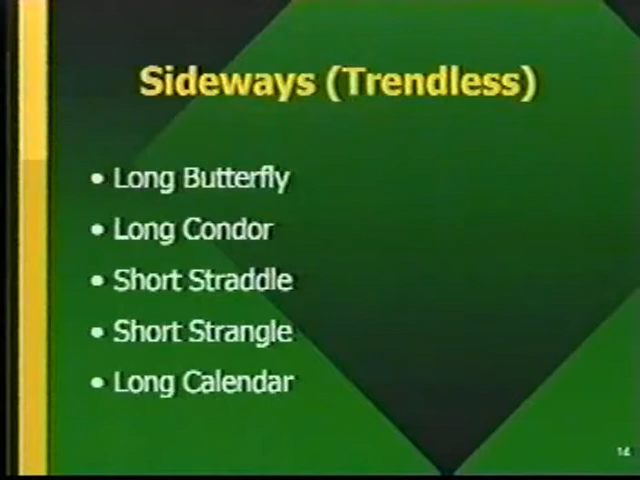 Sideways (Trendless)
• Long Butterfly
• Long Condor
• Short Straddle
• Short Strangle
• Long Calendar
14